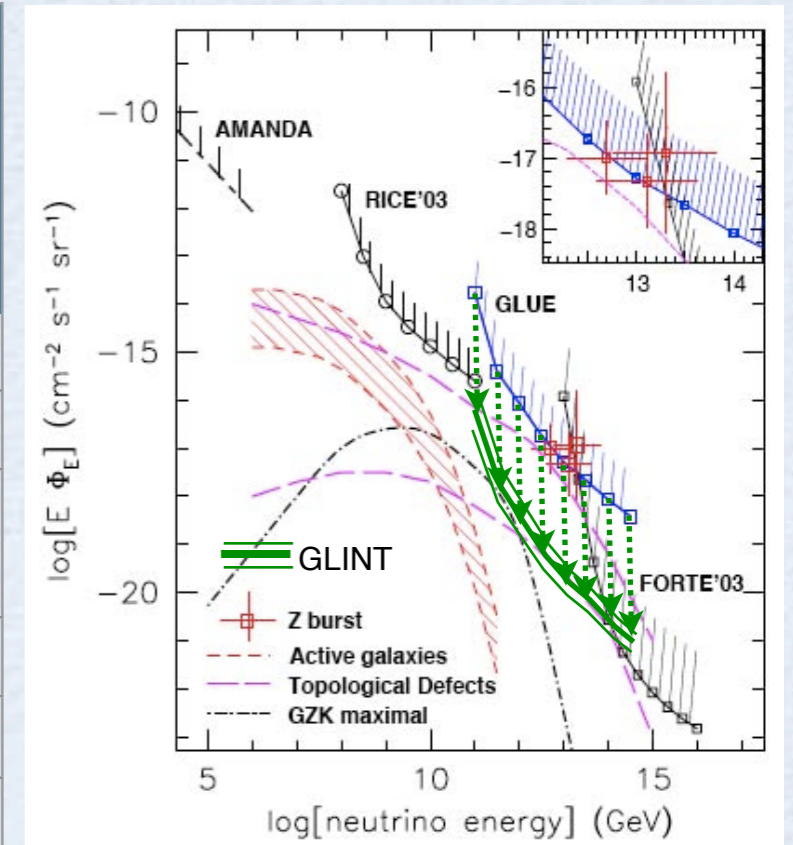 −10
−15
−20
5
10
15
log[E Φ_E] (cm⁻² s⁻¹ sr⁻¹)
log[neutrino energy] (GeV)
AMANDA
RICE'03
GLUE
FORTE'03
GLINT
Z burst
Active galaxies
Topological Defects
GZK maximal
−16
−17
−18
13
14